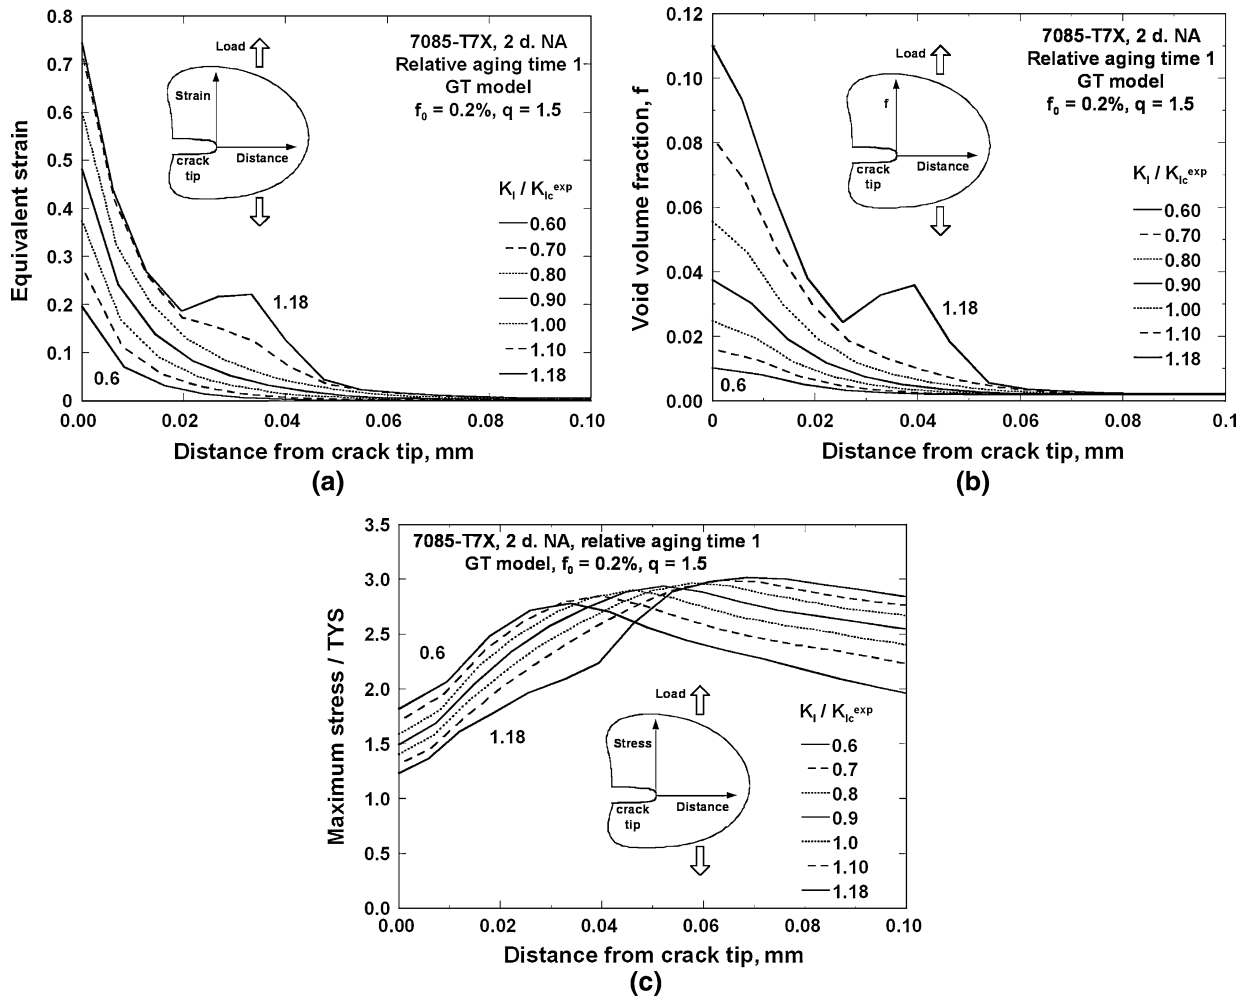 7085-T7X, 2 d. NA
Relative aging time 1
GT model
f0 = 0.2%, q = 1.5
Load
Strain
Distance
crack
tip
KI / KIc^exp
0.60
0.70
0.80
0.90
1.00
1.10
1.18
1.18
0.6
0.8
0.7
0.6
0.5
0.4
0.3
0.2
0.1
0
Equivalent strain
0.00
0.02
0.04
0.06
0.08
0.10
Distance from crack tip, mm
(a)
7085-T7X, 2 d. NA
Relative aging time 1
GT model
f0 = 0.2%, q = 1.5
Load
f
Distance
crack
tip
KI / KIc^exp
0.60
0.70
0.80
0.90
1.00
1.10
1.18
1.18
0.6
0.12
0.10
0.08
0.06
0.04
0.02
0.00
Void volume fraction, f
0
0.02
0.04
0.06
0.08
0.1
Distance from crack tip, mm
(b)
7085-T7X, 2 d. NA, relative aging time 1
GT model, f0 = 0.2%, q = 1.5
0.6
1.18
Load
Stress
Distance
crack
tip
KI / KIc^exp
0.6
0.7
0.8
0.9
1.0
1.10
1.18
3.5
3.0
2.5
2.0
1.5
1.0
0.5
0.0
Maximum stress / TYS
0.00
0.02
0.04
0.06
0.08
0.10
Distance from crack tip, mm
(c)